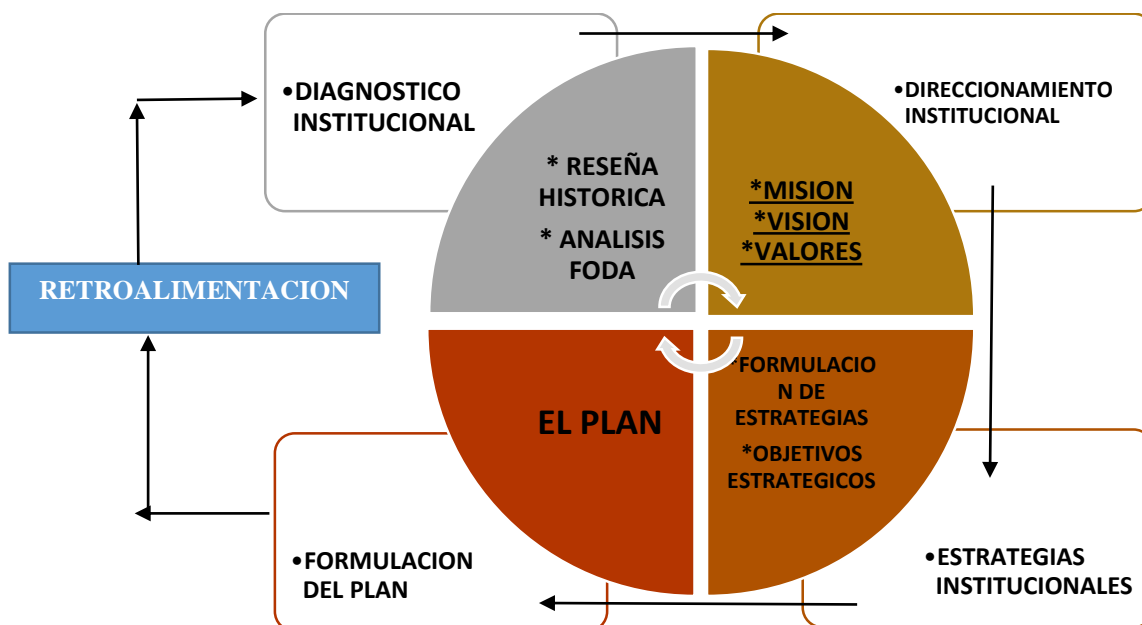 •DIAGNOSTICO
INSTITUCIONAL
* RESEÑA
HISTORICA
* ANALISIS
FODA
*MISION
*VISION
*VALORES
•DIRECCIONAMIENTO
INSTITUCIONAL
RETROALIMENTACION
EL PLAN
*FORMULACIO
N DE
ESTRATEGIAS
*OBJETIVOS
ESTRATEGICOS
•FORMULACION
DEL PLAN
•ESTRATEGIAS
INSTITUCIONALES